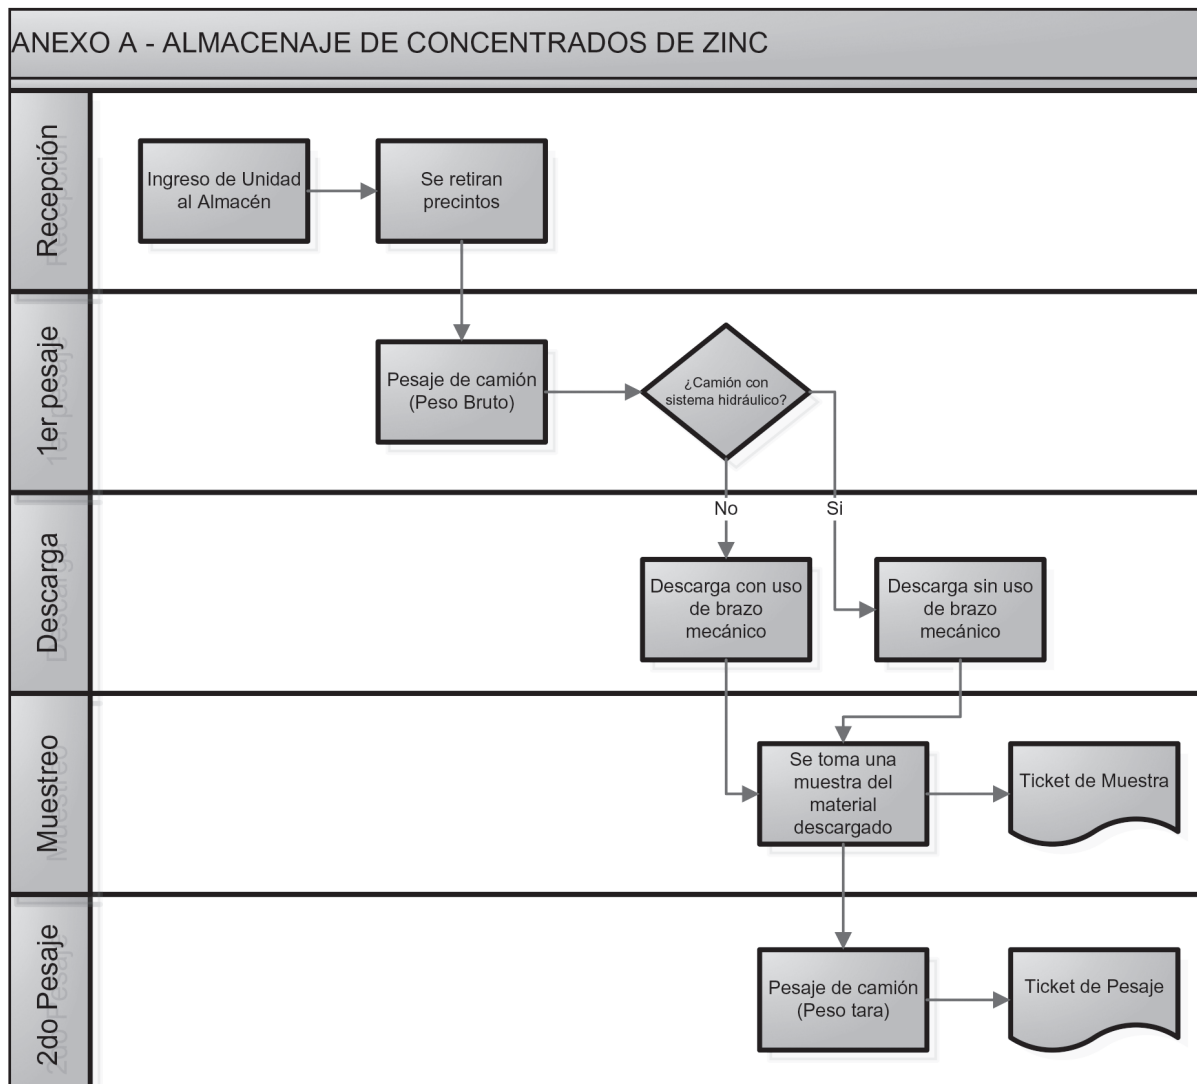 ANEXO A - ALMACENAJE DE CONCENTRADOS DE ZINC
Recepción
Ingreso de Unidad
al Almacén
Se retiran
precintos
1er pesaje
Pesaje de camión
(Peso Bruto)
¿Camión con
sistema hidráulico?
No
Si
Descarga
Descarga con uso
de brazo
mecánico
Descarga sin uso
de brazo
mecánico
Muestreo
Se toma una
muestra del
material
descargado
Ticket de Muestra
2do Pesaje
Pesaje de camión
(Peso tara)
Ticket de Pesaje